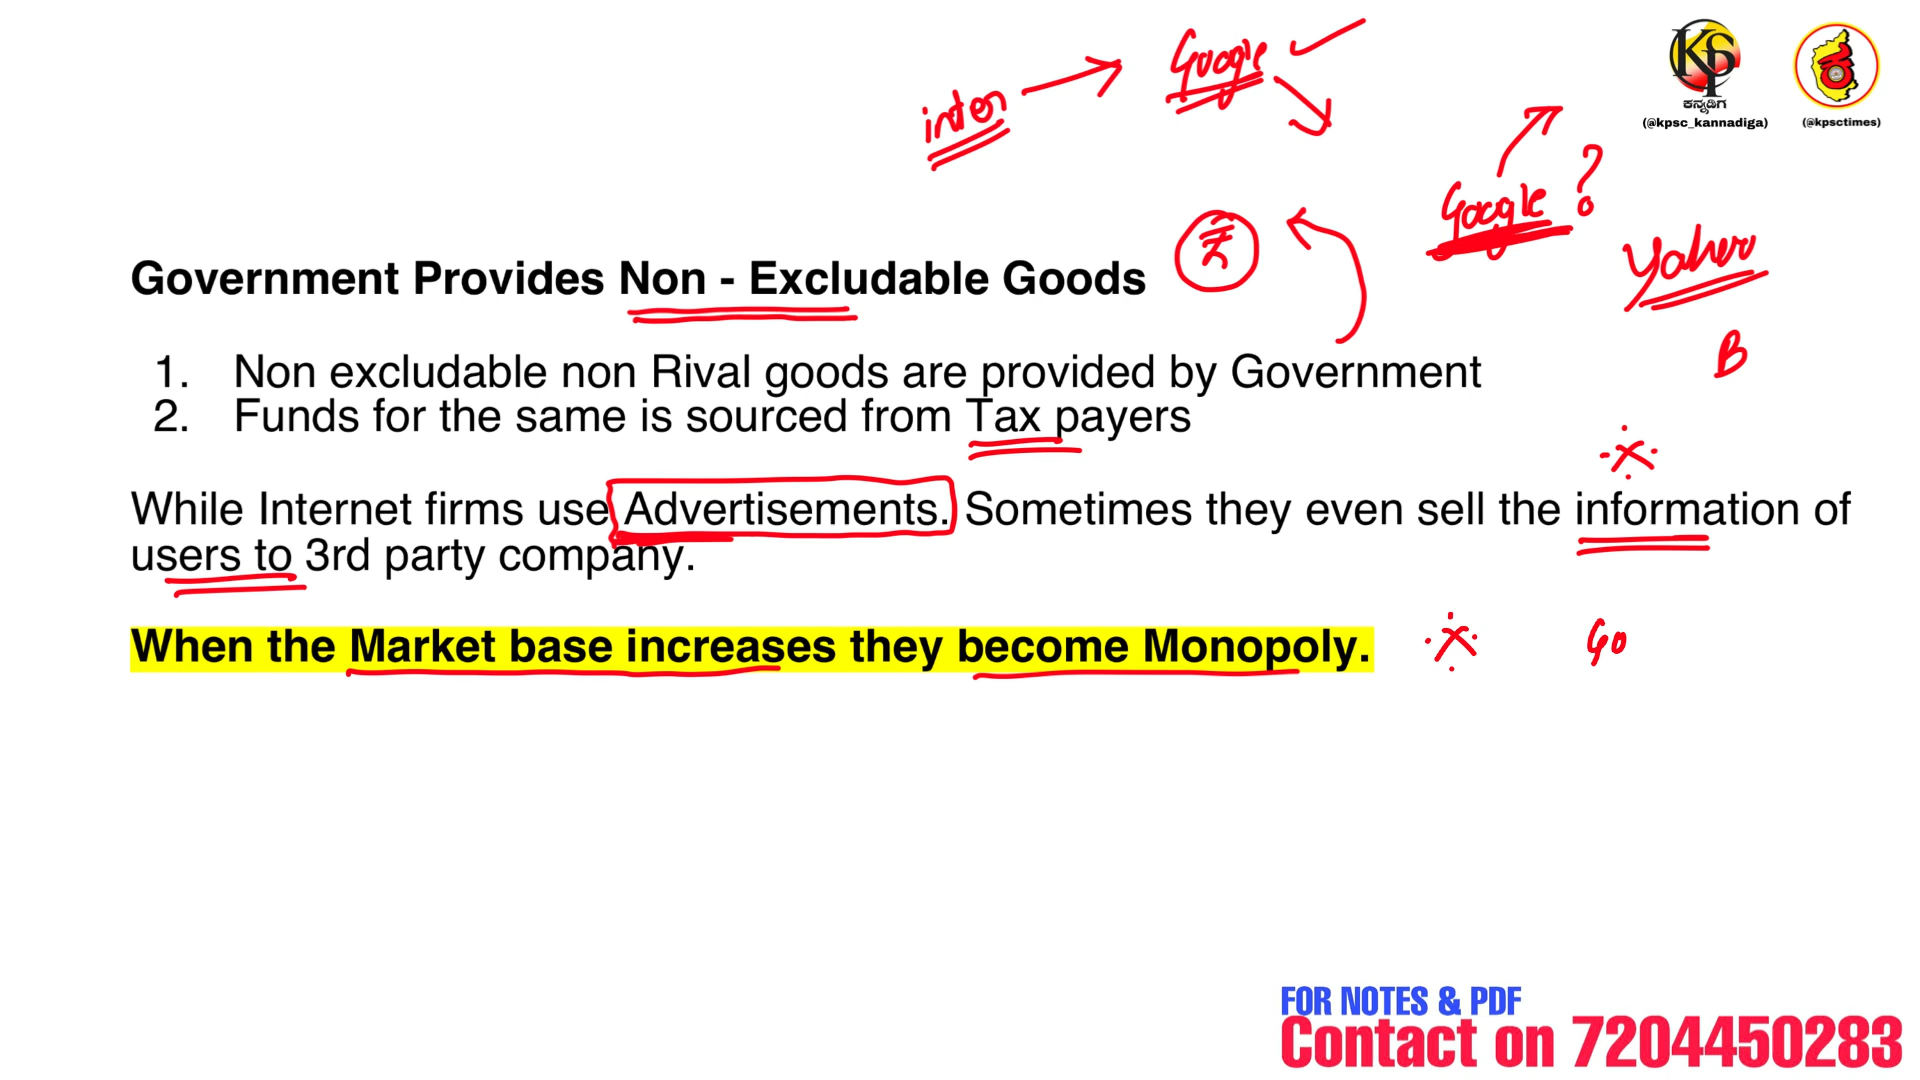 inter → Google ✓
ಕನ್ನಡಿಗ
(@kpsc_kannadiga)
(@kpsctimes)
Google ?
Yahoo
₹
B
Government Provides Non - Excludable Goods
1. Non excludable non Rival goods are provided by Government
2. Funds for the same is sourced from Tax payers
While Internet firms use Advertisements. Sometimes they even sell the information of
users to 3rd party company.
When the Market base increases they become Monopoly.
Go
FOR NOTES & PDF
Contact on 7204450283